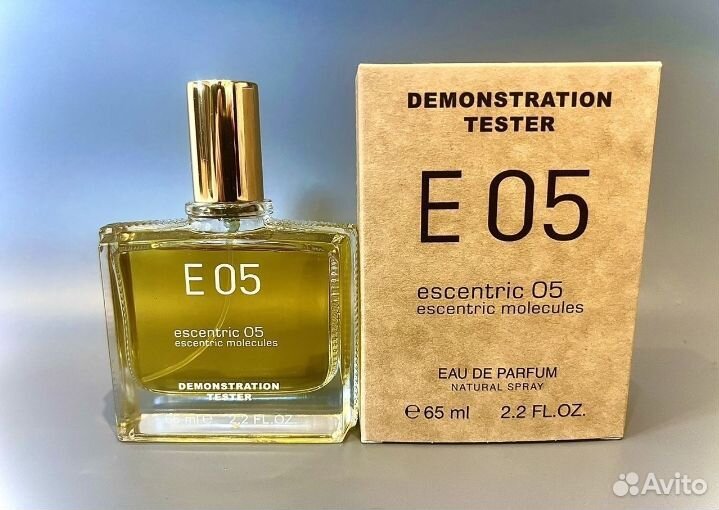 E 05
escentric 05
escentric molecules
DEMONSTRATION
TESTER
65 ml e 2.2 FL.OZ.
DEMONSTRATION
TESTER
E 05
escentric 05
escentric molecules
EAU DE PARFUM
NATURAL SPRAY
e 65 ml 2.2 FL.OZ.
Avito